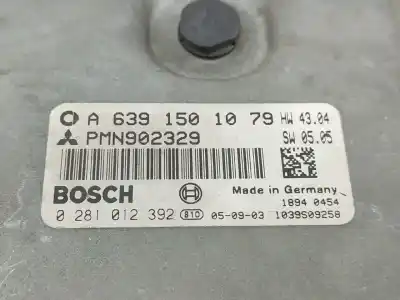 A 639 150 10 79 HW 43.04
PMN902329 SW 05.05
BOSCH Made in Germany
1894 0454
0 281 012 392 810 05-09-03 1039S09258